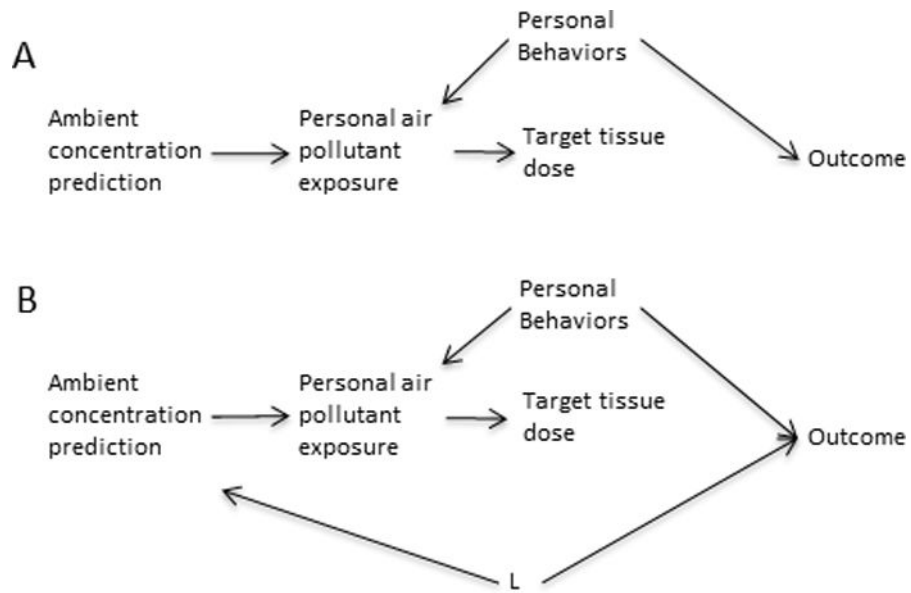 A
Personal
Behaviors
Ambient
concentration
prediction
Personal air
pollutant
exposure
Target tissue
dose
Outcome
B
Personal
Behaviors
Ambient
concentration
prediction
Personal air
pollutant
exposure
Target tissue
dose
Outcome
L